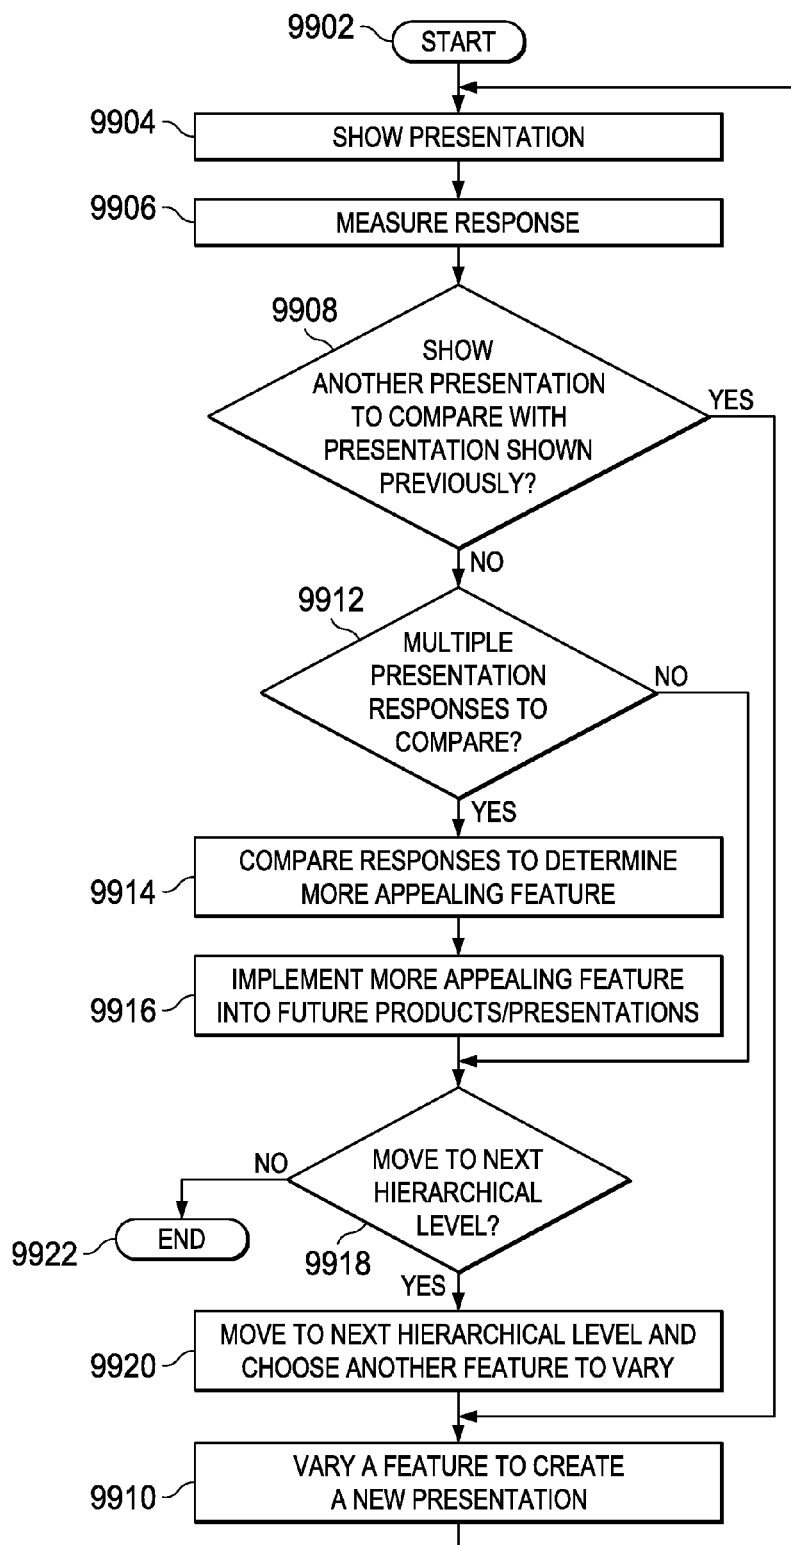 9902
START
9904
SHOW PRESENTATION
9906
MEASURE RESPONSE
9908
SHOW
ANOTHER PRESENTATION
TO COMPARE WITH
PRESENTATION SHOWN
PREVIOUSLY?
YES
NO
9912
MULTIPLE
PRESENTATION
RESPONSES TO
COMPARE?
NO
YES
9914
COMPARE RESPONSES TO DETERMINE
MORE APPEALING FEATURE
9916
IMPLEMENT MORE APPEALING FEATURE
INTO FUTURE PRODUCTS/PRESENTATIONS
NO
MOVE TO NEXT
HIERARCHICAL
LEVEL?
9922
END
9918
YES
9920
MOVE TO NEXT HIERARCHICAL LEVEL AND
CHOOSE ANOTHER FEATURE TO VARY
9910
VARY A FEATURE TO CREATE
A NEW PRESENTATION